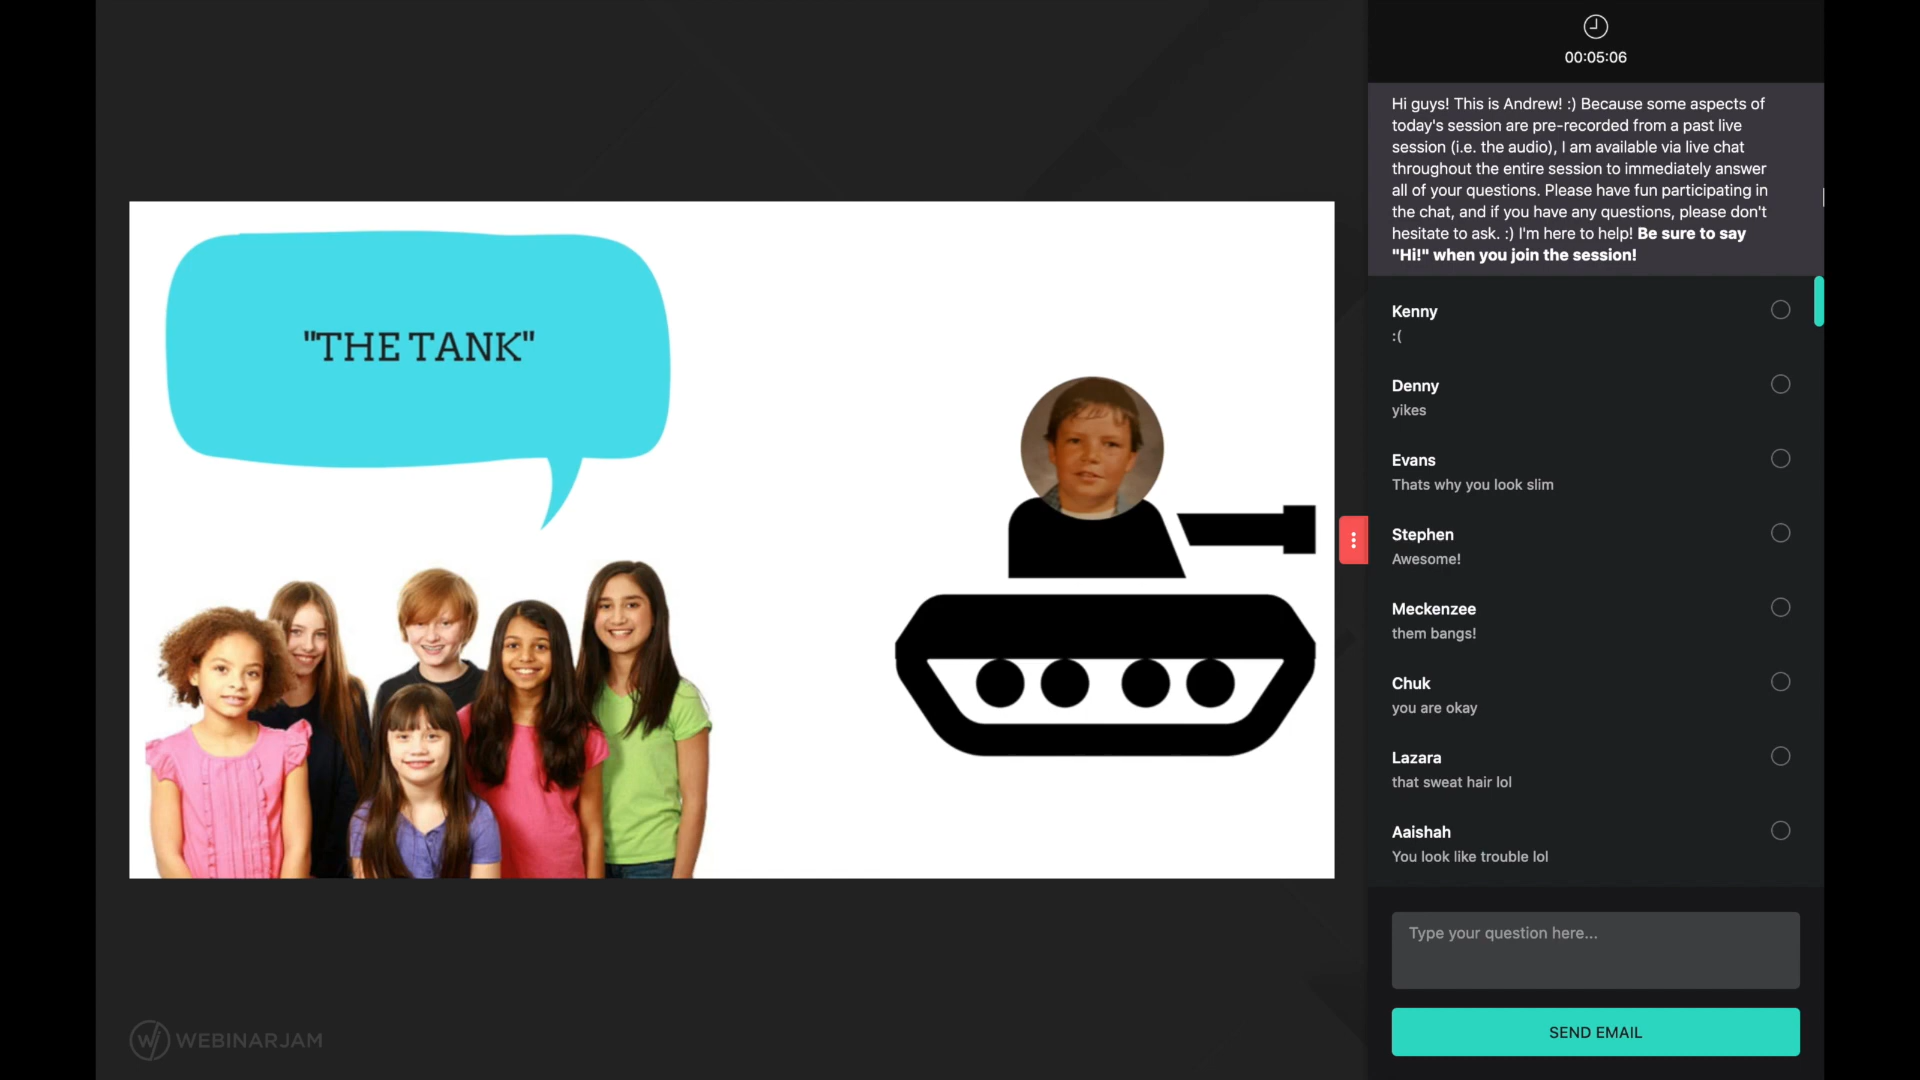 "THE TANK"
WEBINARJAM
00:05:06
Hi guys! This is Andrew! :) Because some aspects of
today's session are pre-recorded from a past live
session (i.e. the audio), I am available via live chat
throughout the entire session to immediately answer
all of your questions. Please have fun participating in
the chat, and if you have any questions, please don't
hesitate to ask. :) I'm here to help! Be sure to say
"Hi!" when you join the session!
Kenny
:(
Denny
yikes
Evans
Thats why you look slim
Stephen
Awesome!
Meckenzee
them bangs!
Chuk
you are okay
Lazara
that sweat hair lol
Aaishah
You look like trouble lol
Type your question here...
SEND EMAIL